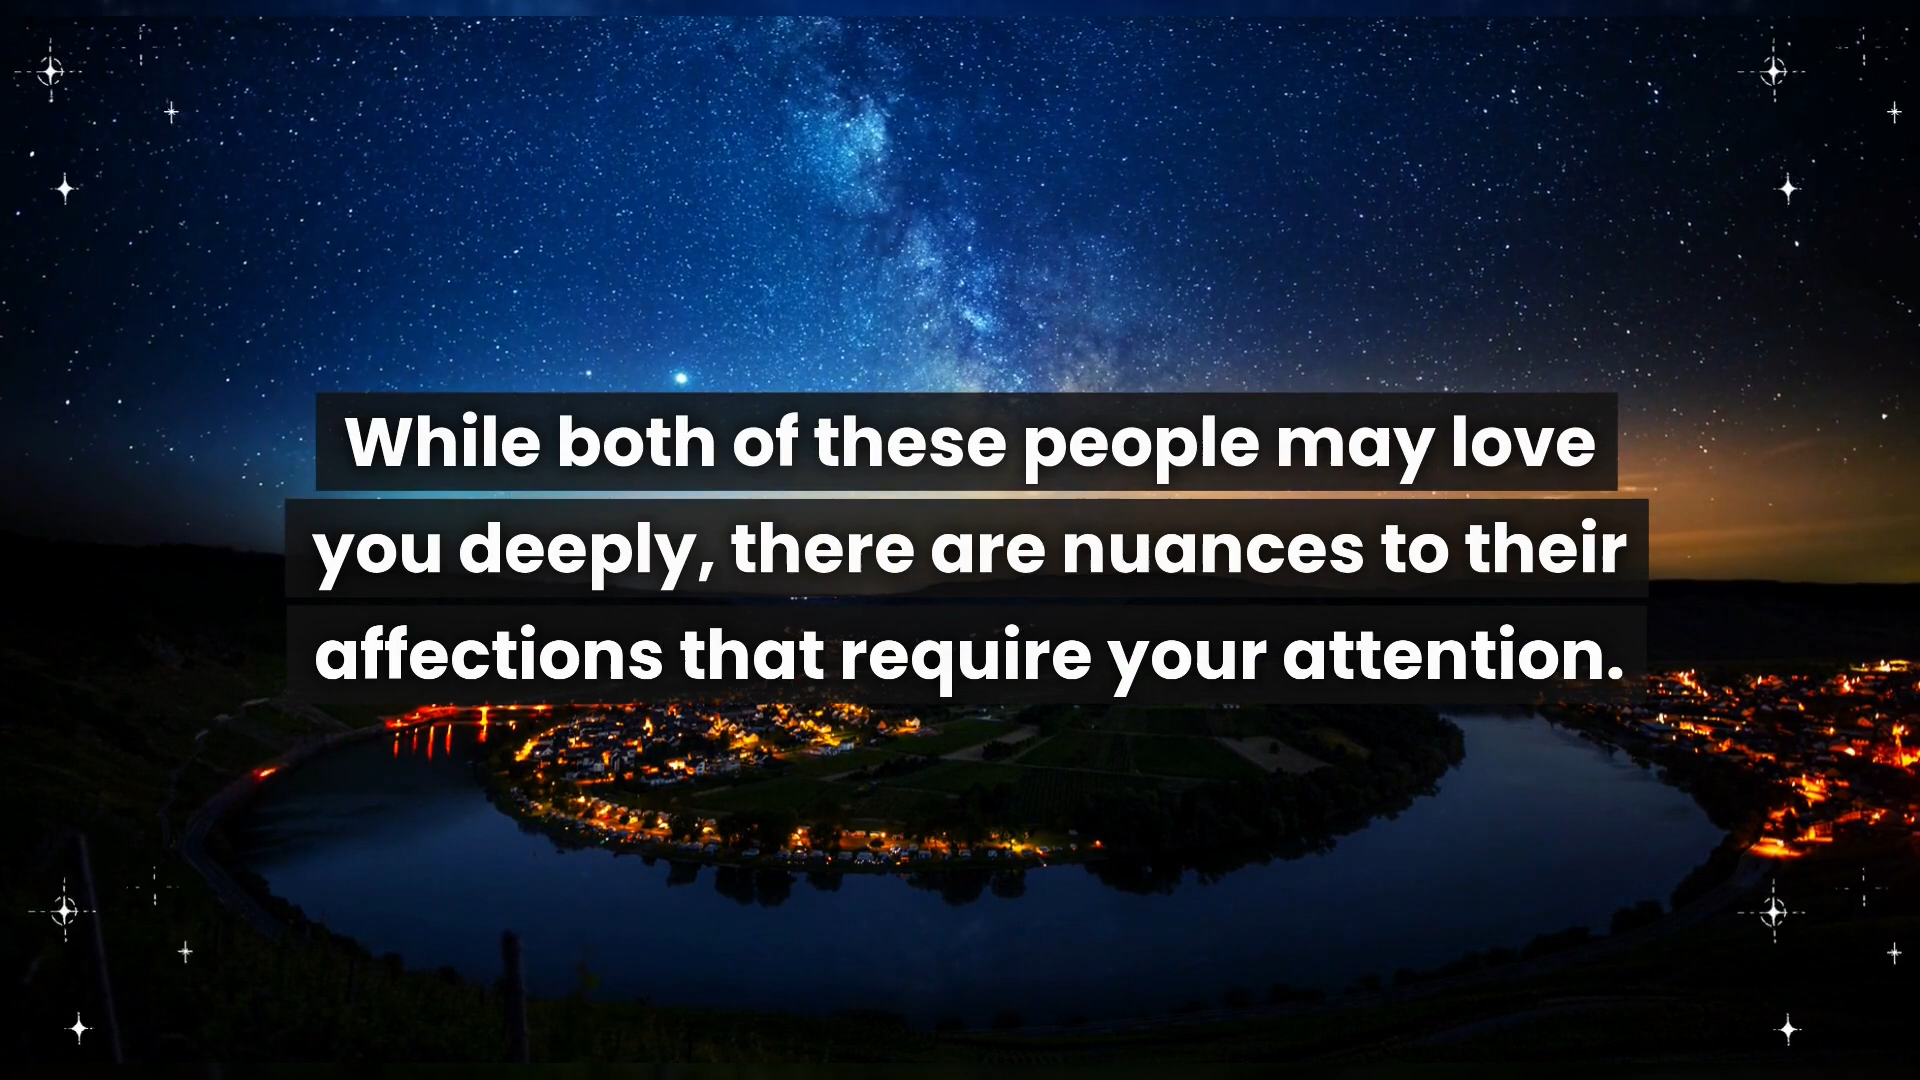 While both of these people may love
you deeply, there are nuances to their
affections that require your attention.